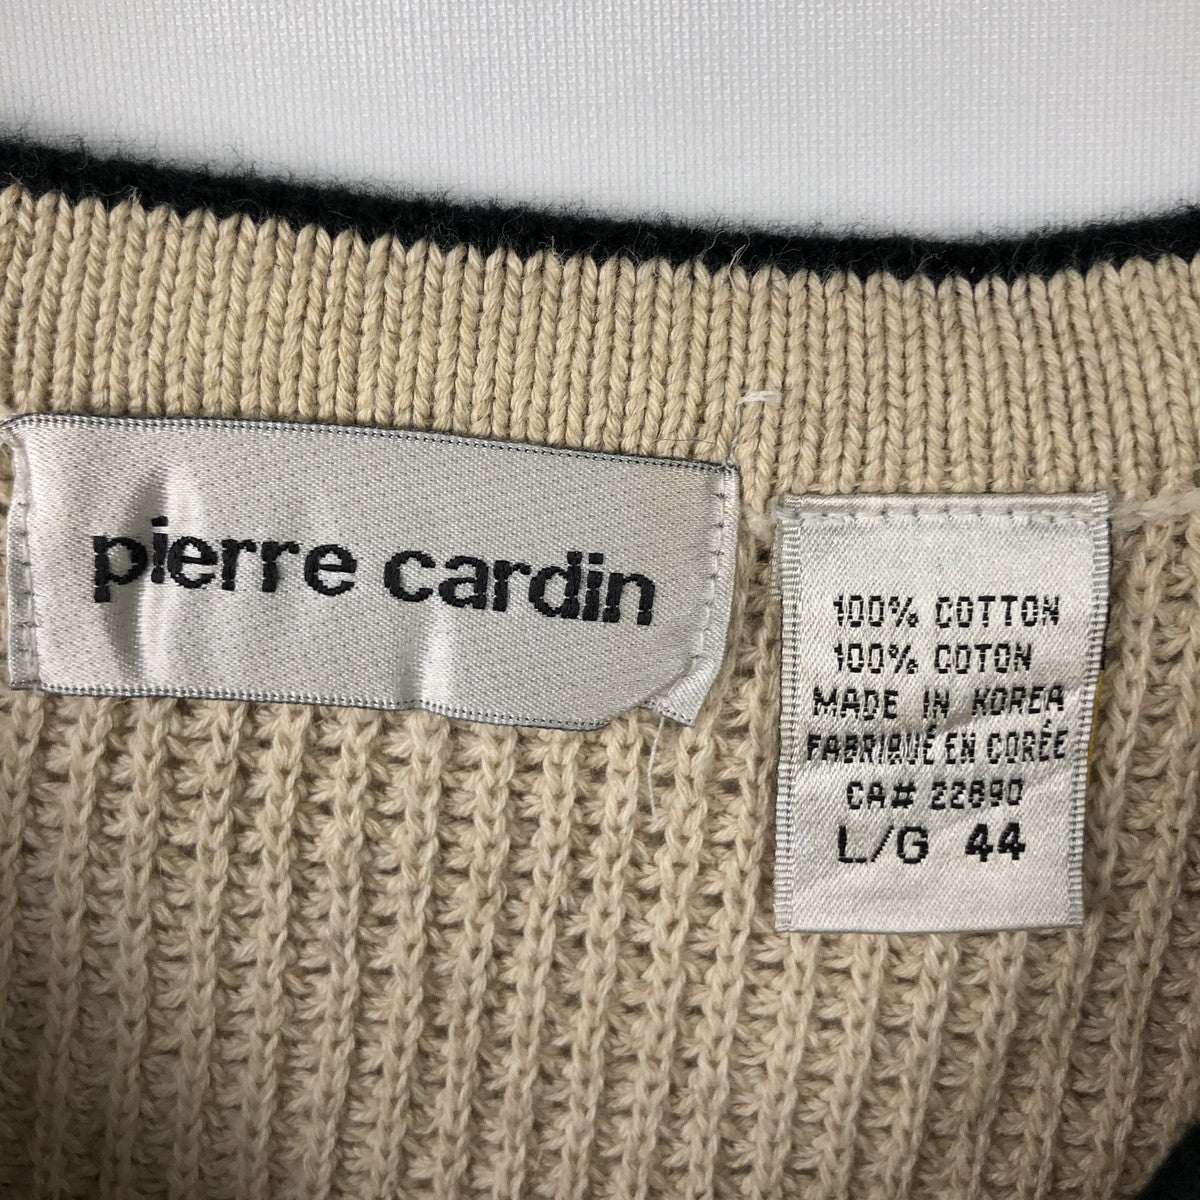 pierre cardin
100% COTTON
100% COTON
MADE IN KOREA
FABRIQUÉ EN CORÉE
CA# 22890
L/G 44